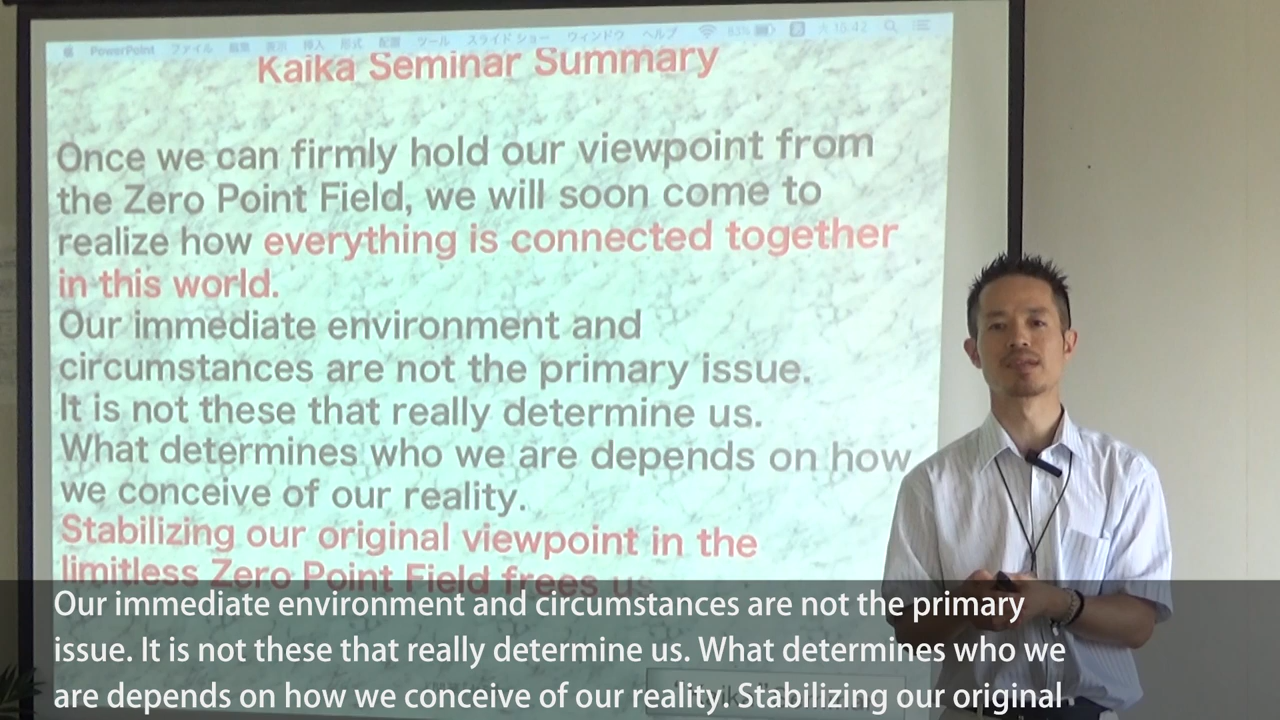 PowerPoint ファイル 編集 表示 挿入 形式 配置 ツール スライドショー ウィンドウ ヘルプ 83% 火 10:42
Kaika Seminar Summary
Once we can firmly hold our viewpoint from
the Zero Point Field, we will soon come to
realize how everything is connected together
in this world.
Our immediate environment and
circumstances are not the primary issue.
It is not these that really determine us.
What determines who we are depends on how
we conceive of our reality.
Stabilizing our original viewpoint in the
limitless Zero Point Field frees us
Our immediate environment and circumstances are not the primary
issue. It is not these that really determine us. What determines who we
are depends on how we conceive of our reality. Stabilizing our original